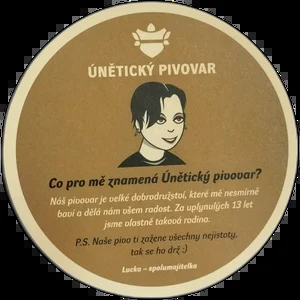 ÚNĚTICKÝ PIVOVAR
Co pro mě znamená Únětický pivovar?
Náš pivovar je velké dobrodružství, které mě nesmírně
baví a dělá nám všem radost. Za uplynulých 13 let
jsme vlastně taková rodina.
P.S. Naše pivo ti zažene všechny nejistoty,
tak se ho drž ;)
Lucka – spolumajitelka